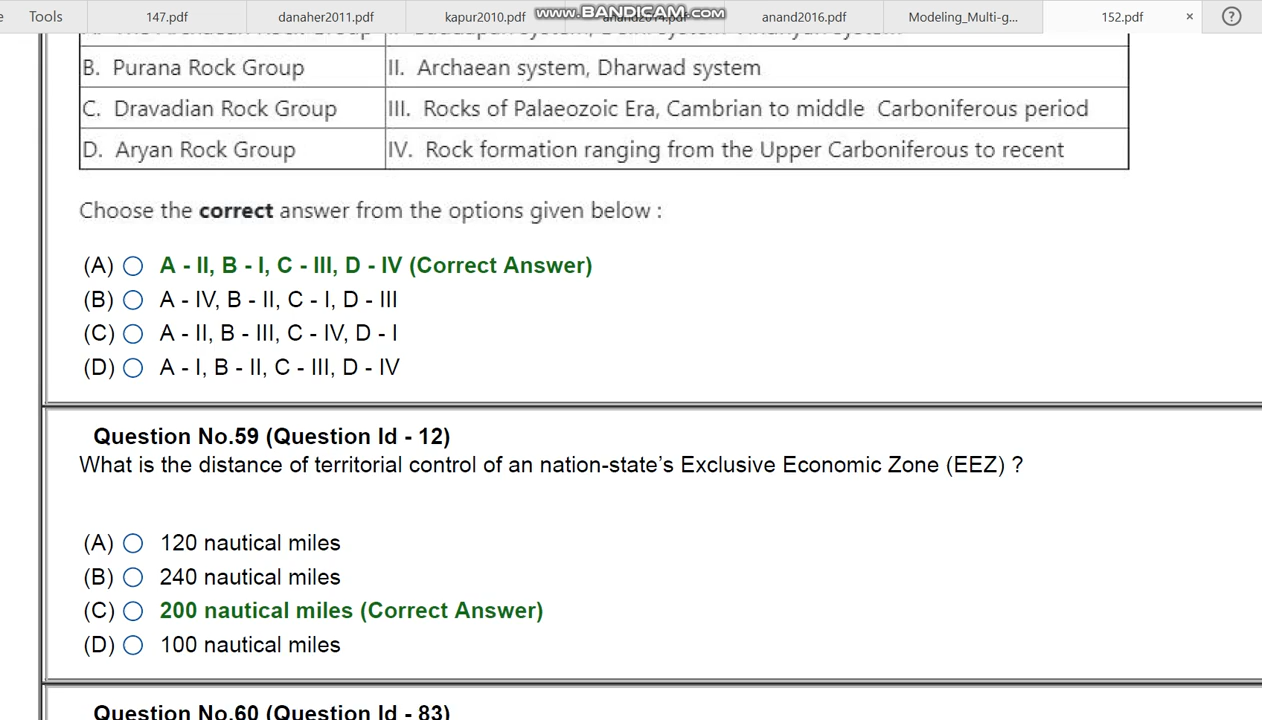 e Tools 147.pdf danaher2011.pdf kapur2010.pdf anand2014.pdf anand2016.pdf Modeling_Multi-g... 152.pdf × ?
www.BANDICAM.com
B. Purana Rock Group II. Archaean system, Dharwad system
C. Dravadian Rock Group III. Rocks of Palaeozoic Era, Cambrian to middle Carboniferous period
D. Aryan Rock Group IV. Rock formation ranging from the Upper Carboniferous to recent
Choose the correct answer from the options given below :
(A) A - II, B - I, C - III, D - IV (Correct Answer)
(B) A - IV, B - II, C - I, D - III
(C) A - II, B - III, C - IV, D - I
(D) A - I, B - II, C - III, D - IV
Question No.59 (Question Id - 12)
What is the distance of territorial control of an nation-state’s Exclusive Economic Zone (EEZ) ?
(A) 120 nautical miles
(B) 240 nautical miles
(C) 200 nautical miles (Correct Answer)
(D) 100 nautical miles
Question No.60 (Question Id - 83)